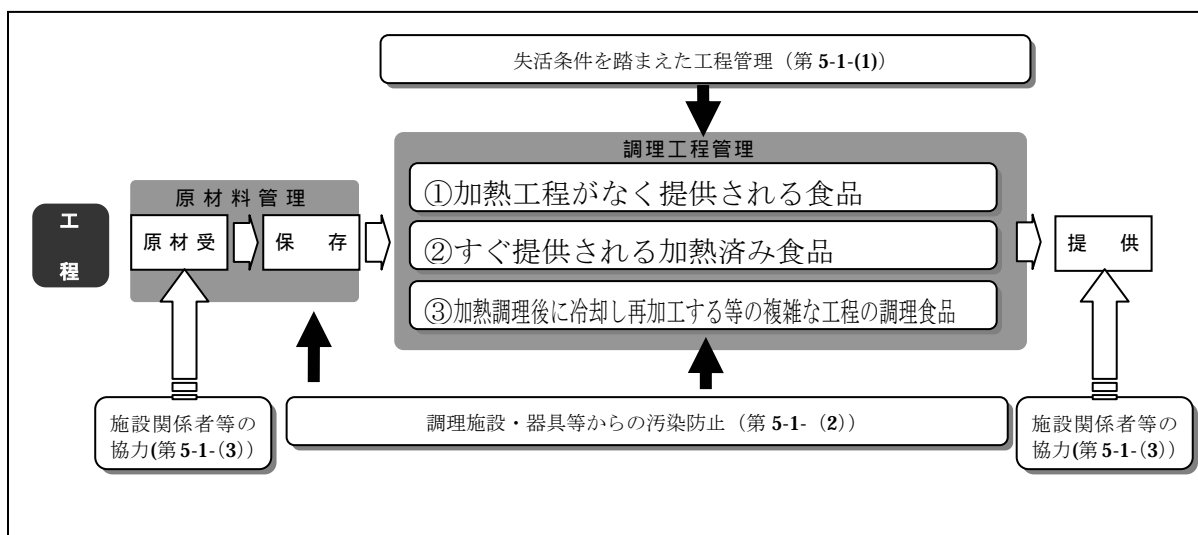 失活条件を踏まえた工程管理（第 5-1-(1)）
調理工程管理
①加熱工程がなく提供される食品
②すぐ提供される加熱済み食品
③加熱調理後に冷却し再加工する等の複雑な工程の調理食品
原材料管理
工
程
原材受
保 存
提 供
施設関係者等の
協力(第 5-1-(3)）
調理施設・器具等からの汚染防止（第 5-1-（2)）
施設関係者等の
協力(第 5-1-(3)）